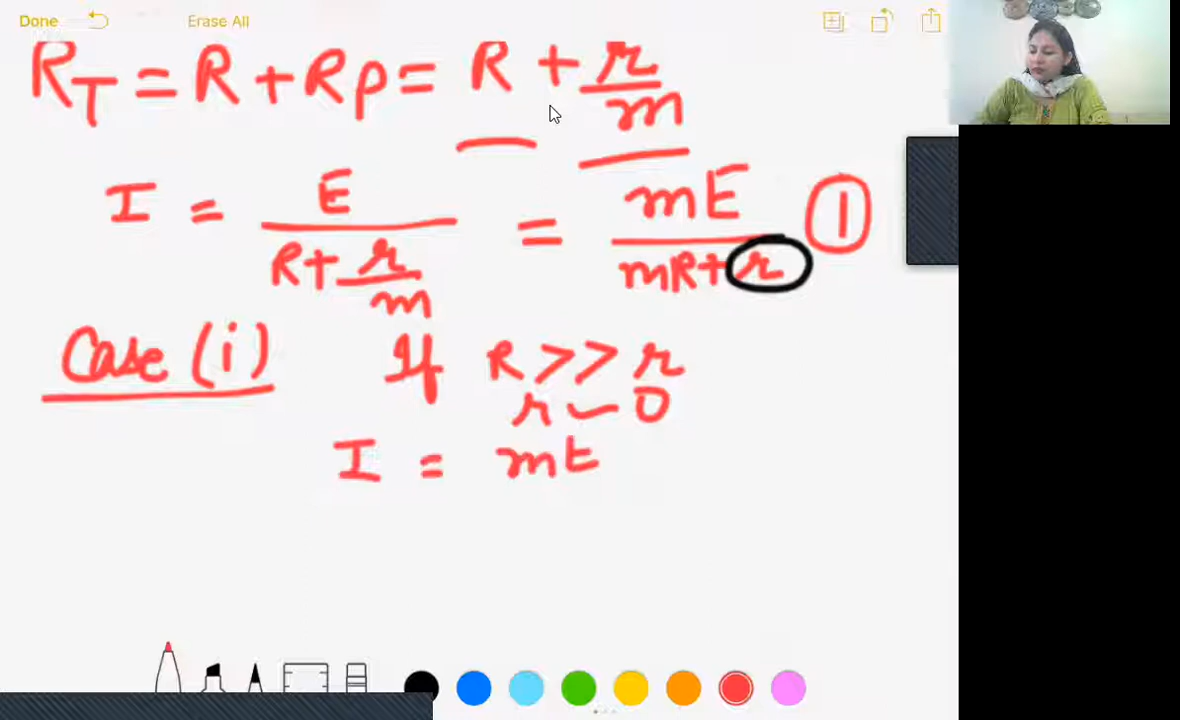 Done Erase All
R_T = R + Rp = R + r/m
I = E/(R + r/m) = mE/(mR + r) ①
Case (i) If R >> r
r ~ 0
I = mE